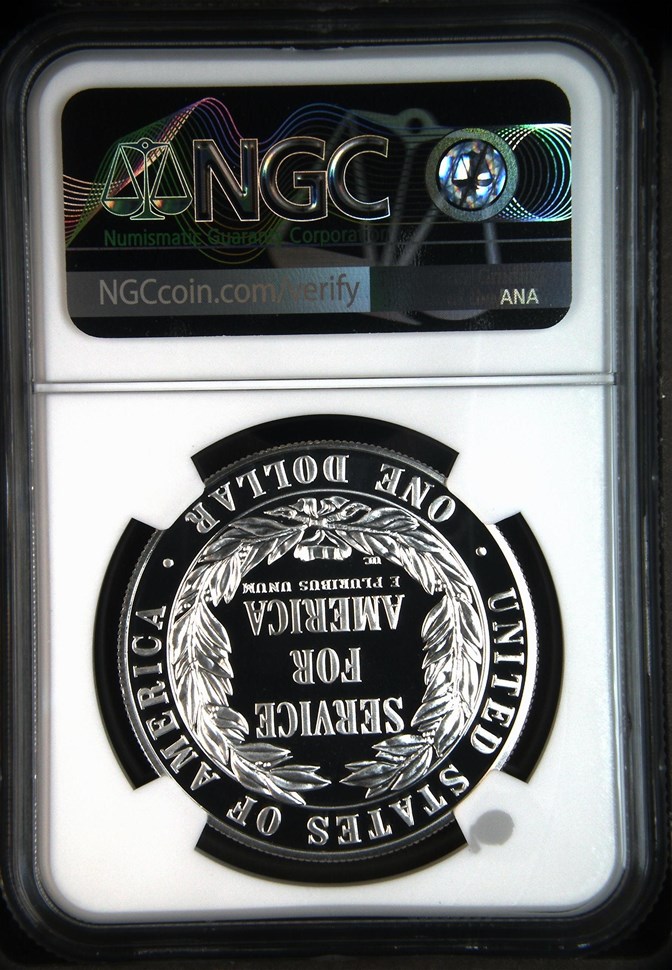 NGC
Numismatic Guaranty Corporation
NGCcoin.com/verify
ANA
UNITED STATES OF AMERICA
ONE DOLLAR
SERVICE
FOR
AMERICA
E PLURIBUS UNUM